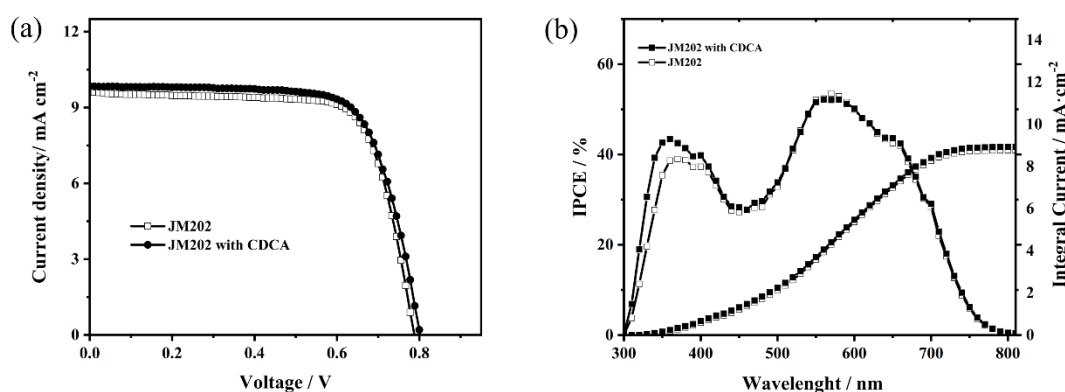 (a)
12
9
6
3
0
Current density/ mA cm-2
JM202
JM202 with CDCA
0.0 0.2 0.4 0.6 0.8
Voltage / V
(b)
60
40
20
0
IPCE / %
JM202 with CDCA
JM202
14
12
10
8
6
4
2
0
Integral Current / mA·cm-2
300 400 500 600 700 800
Wavelenght / nm